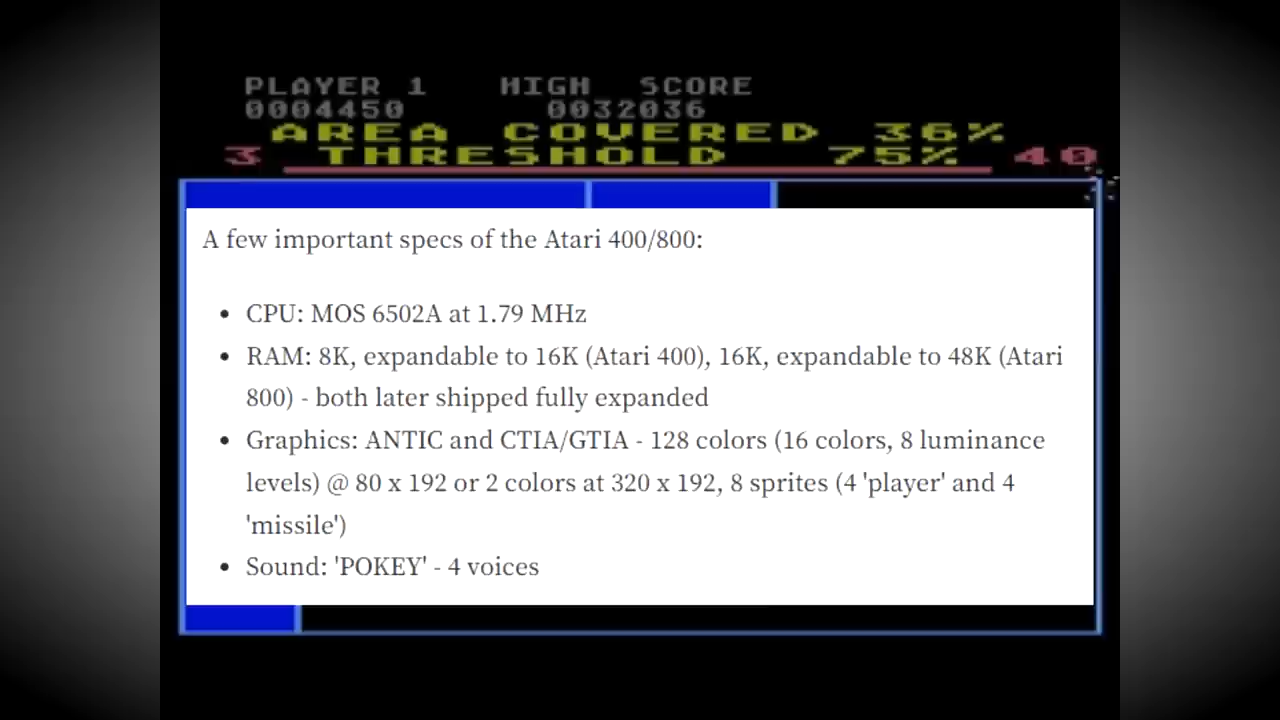 PLAYER 1 HIGH SCORE
0004450 0032036
AREA COVERED 36%
3 THRESHOLD 75% 40
A few important specs of the Atari 400/800:
• CPU: MOS 6502A at 1.79 MHz
• RAM: 8K, expandable to 16K (Atari 400), 16K, expandable to 48K (Atari
800) - both later shipped fully expanded
• Graphics: ANTIC and CTIA/GTIA - 128 colors (16 colors, 8 luminance
levels) @ 80 x 192 or 2 colors at 320 x 192, 8 sprites (4 'player' and 4
'missile')
• Sound: 'POKEY' - 4 voices